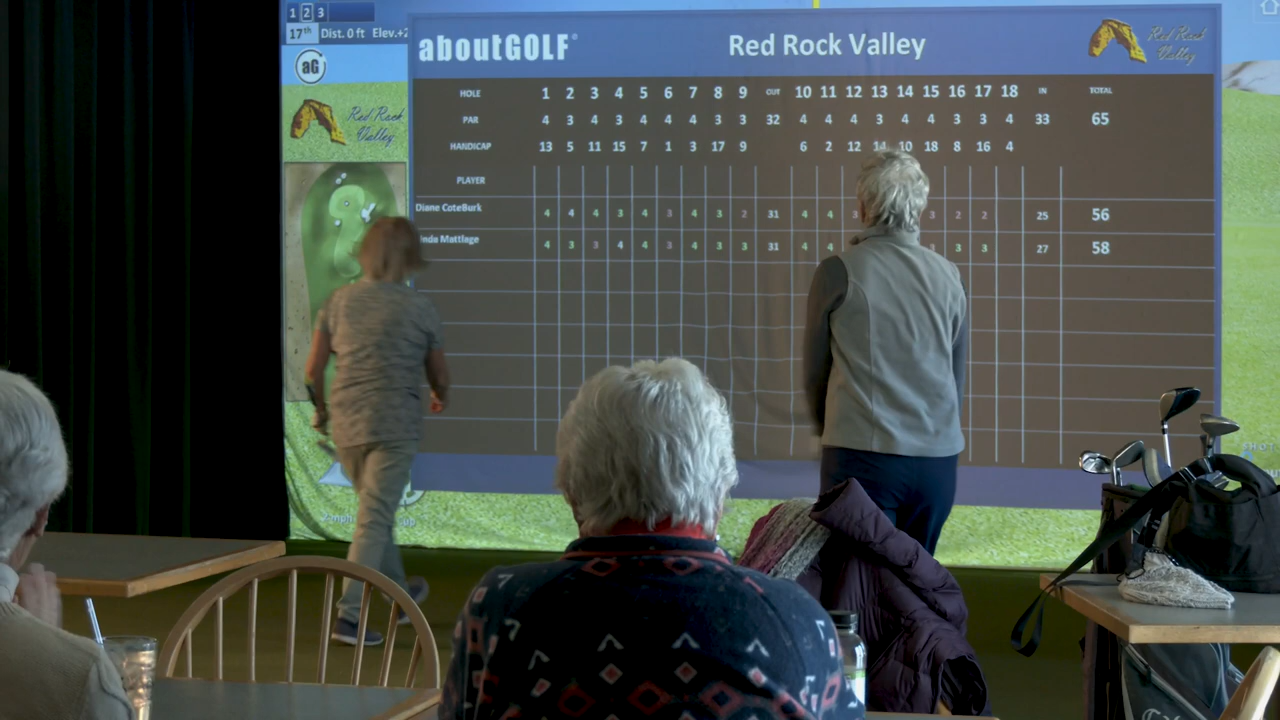 1 2 3
17th Dist. 0 ft Elev.+2
aG
Red Rock
Valley
aboutGOLF®
Red Rock Valley
Red Rock
Valley
HOLE 1 2 3 4 5 6 7 8 9 OUT 10 11 12 13 14 15 16 17 18 IN TOTAL
PAR 4 3 4 3 4 4 4 3 3 32 4 4 4 3 4 4 3 3 4 33 65
HANDICAP 13 5 11 15 7 1 3 17 9 6 2 12 14 10 18 8 16 4
PLAYER
Diane CoteBurk 4 4 4 3 4 3 4 3 2 31 4 4 3 3 2 2 25 56
inda Mattlage 4 3 3 4 4 3 4 3 3 31 4 4 3 3 27 58